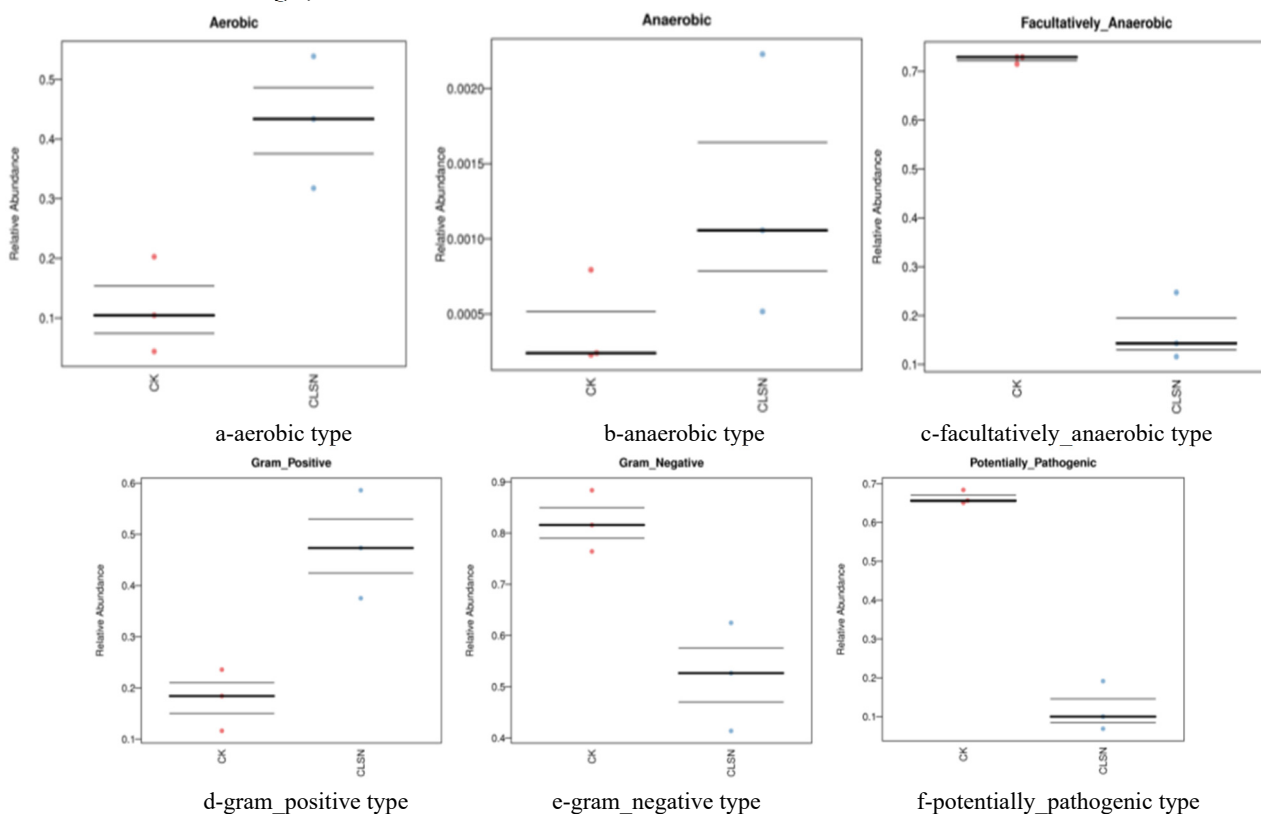 Aerobic
Anaerobic
Facultatively_Anaerobic
Relative Abundance
0.5
0.4
0.3
0.2
0.1
CK
CLSN
Relative Abundance
0.0020
0.0015
0.0010
0.0005
CK
CLSN
Relative Abundance
0.7
0.6
0.5
0.4
0.3
0.2
0.1
CK
CLSN
a-aerobic type
b-anaerobic type
c-facultatively_anaerobic type
Gram_Positive
Gram_Negative
Potentially_Pathogenic
Relative Abundance
0.6
0.5
0.4
0.3
0.2
0.1
CK
CLSN
Relative Abundance
0.9
0.8
0.7
0.6
0.5
0.4
CK
CLSN
Relative Abundance
0.7
0.6
0.5
0.4
0.3
0.2
0.1
CK
CLSN
d-gram_positive type
e-gram_negative type
f-potentially_pathogenic type